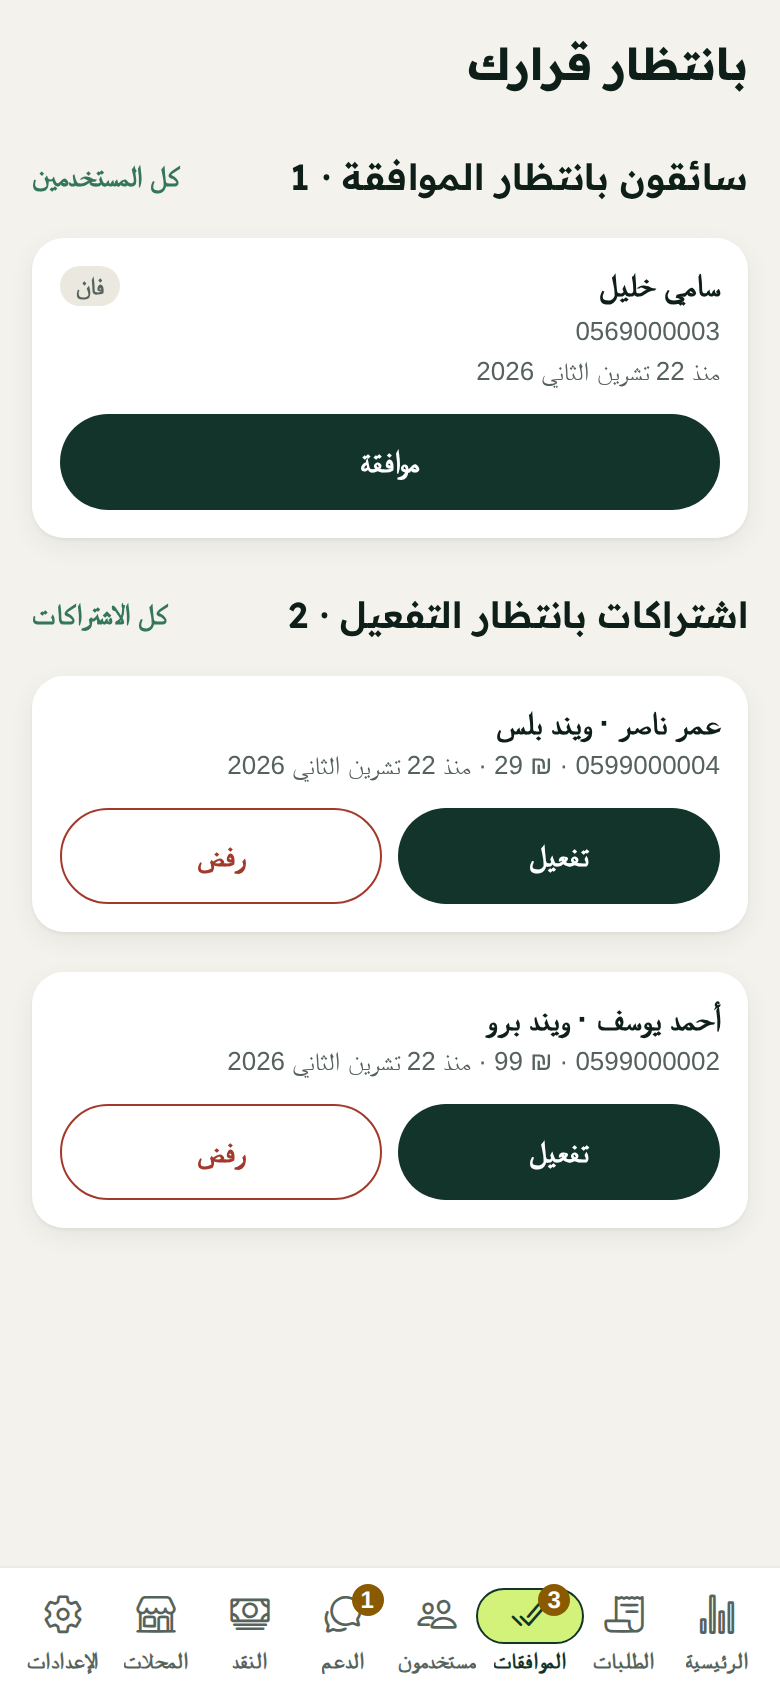 بانتظار قرارك
سائقون بانتظار الموافقة · 1
كل المستخدمين
سامي خليل
فان
0569000003
منذ 22 تشرين الثاني 2026
موافقة
اشتراكات بانتظار التفعيل · 2
كل الاشتراكات
عمر ناصر · ويند بلس
0599000004 · ₪ 29 · منذ 22 تشرين الثاني 2026
تفعيل
رفض
أحمد يوسف · ويند برو
0599000002 · ₪ 99 · منذ 22 تشرين الثاني 2026
تفعيل
رفض
الرئيسية
الطلبات
3
الموافقات
مستخدمون
1
الدعم
النقد
المحلات
الإعدادات